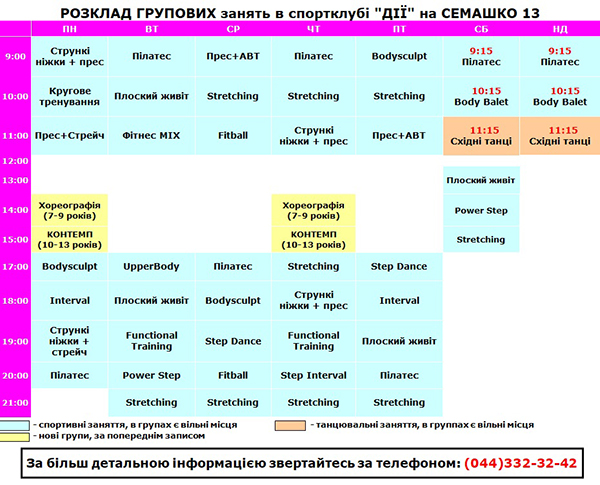 РОЗКЛАД ГРУПОВИХ занять в спортклубі "ДІЇ" на СЕМАШКО 13
ПН ВТ СР ЧТ ПТ СБ НД
9:00 Стрункі ніжки + прес Пілатес Прес+АВТ Пілатес Bodysculpt 9:15 Пілатес 9:15 Пілатес
10:00 Кругове тренування Плоский живіт Stretching Stretching Stretching 10:15 Body Balet 10:15 Body Balet
11:00 Прес+Стрейч Фітнес MIX Fitball Стрункі ніжки + прес Прес+АВТ 11:15 Східні танці 11:15 Східні танці
12:00
13:00 Плоский живіт
14:00 Хореографія (7-9 років) Хореографія (7-9 років) Power Step
15:00 КОНТЕМП (10-13 років) КОНТЕМП (10-13 років) Stretching
17:00 Bodysculpt UpperBody Пілатес Stretching Step Dance
18:00 Interval Плоский живіт Bodysculpt Стрункі ніжки + прес Interval
19:00 Стрункі ніжки + стрейч Functional Training Step Dance Functional Training Плоский живіт
20:00 Пілатес Power Step Fitball Step Interval Пілатес
21:00 Stretching Stretching Stretching Stretching
- спортивні заняття, в групах є вільні місця - танцювальні заняття, в группах є вільні місця
- нові групи, за попереднім записом
За більш детальною інформацією звертайтесь за телефоном: (044)332-32-42